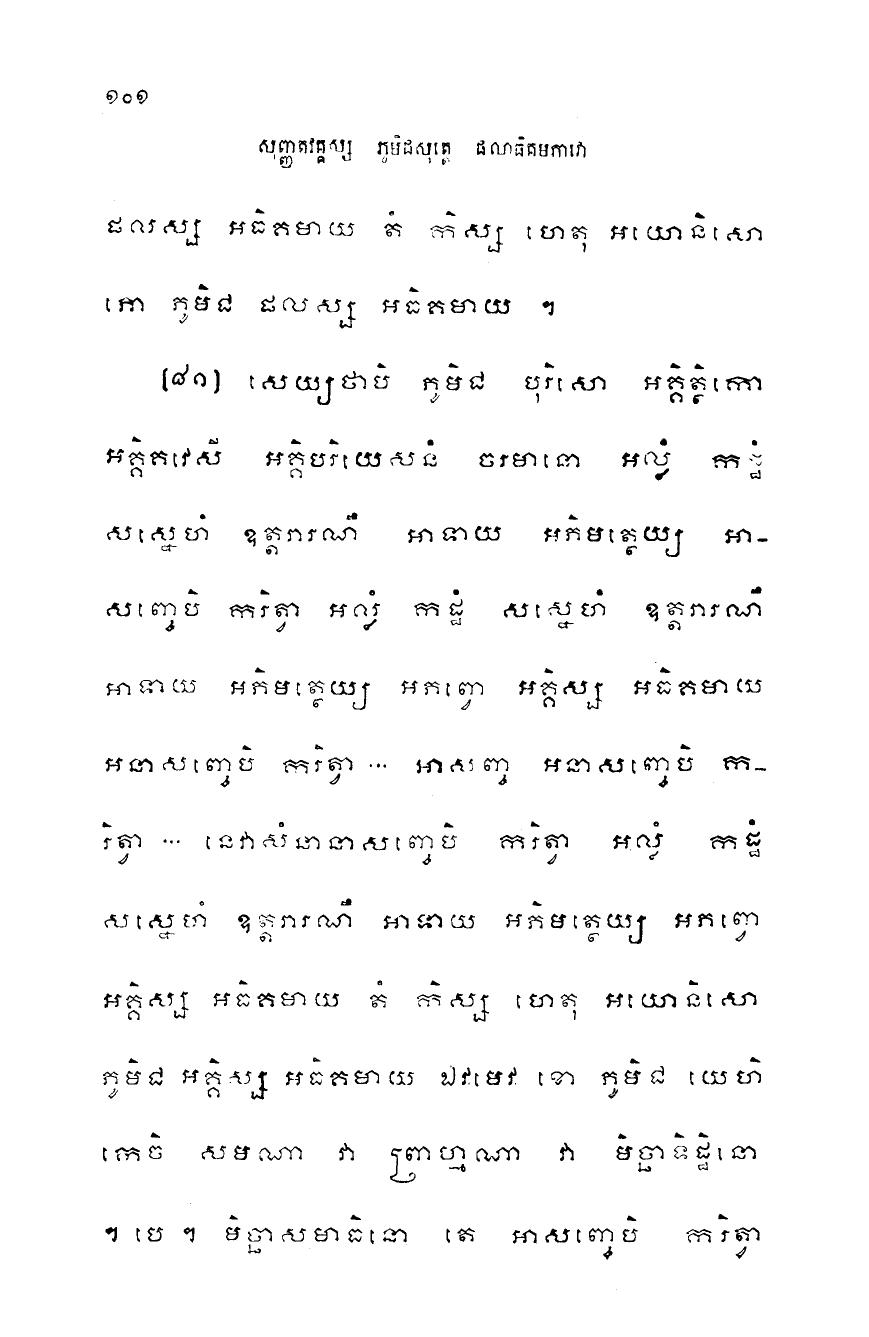 ១០១
សុញ្ញតវគ្គស្ស ភូមិជសុត្តេ ផលាធិគមភាវោ
ផលស្ស អធិគមាយ តំ កិស្ស ហេតុ អយោនិសោ
ហេសា ភូមិជ ផលស្ស អធិគមាយ ។
[៨១] សេយ្យថាបិ ភូមិជ បុរិសោ អគ្គិត្ថិកោ
អគ្គិគវេសី អគ្គិបរិយេសនំ ចរមានោ អល្លំ កដ្ឋំ
សស្នេហំ ឧត្តរារណឹ អាទាយ អភិមត្ថេយ្យ អា-
សញ្ចេបិ ករិត្វា អល្លំ កដ្ឋំ សស្នេហំ ឧត្តរារណឹ
អាទាយ អភិមត្ថេយ្យ អភព្វោ អគ្គិស្ស អធិគមាយ
អនាសញ្ចេបិ ករិត្វា ... អាសញ្ច អនាសញ្ចេបិ ក-
រិត្វា ... នេវាសំនានាសញ្ចេបិ ករិត្វា អល្លំ កដ្ឋំ
សស្នេហំ ឧត្តរារណឹ អាទាយ អភិមត្ថេយ្យ អភព្វោ
អគ្គិស្ស អធិគមាយ តំ កិស្ស ហេតុ អយោនិសោ
ភូមិជ អគ្គិស្ស អធិគមាយ ឯវមេវ ខោ ភូមិជ យេហិ
កេចិ សមណា វា ព្រាហ្មណា វា មិច្ឆាទិដ្ឋិនោ
។ បេ ។ មិច្ឆាសមាធិនោ តេ អាសញ្ចេបិ ករិត្វា